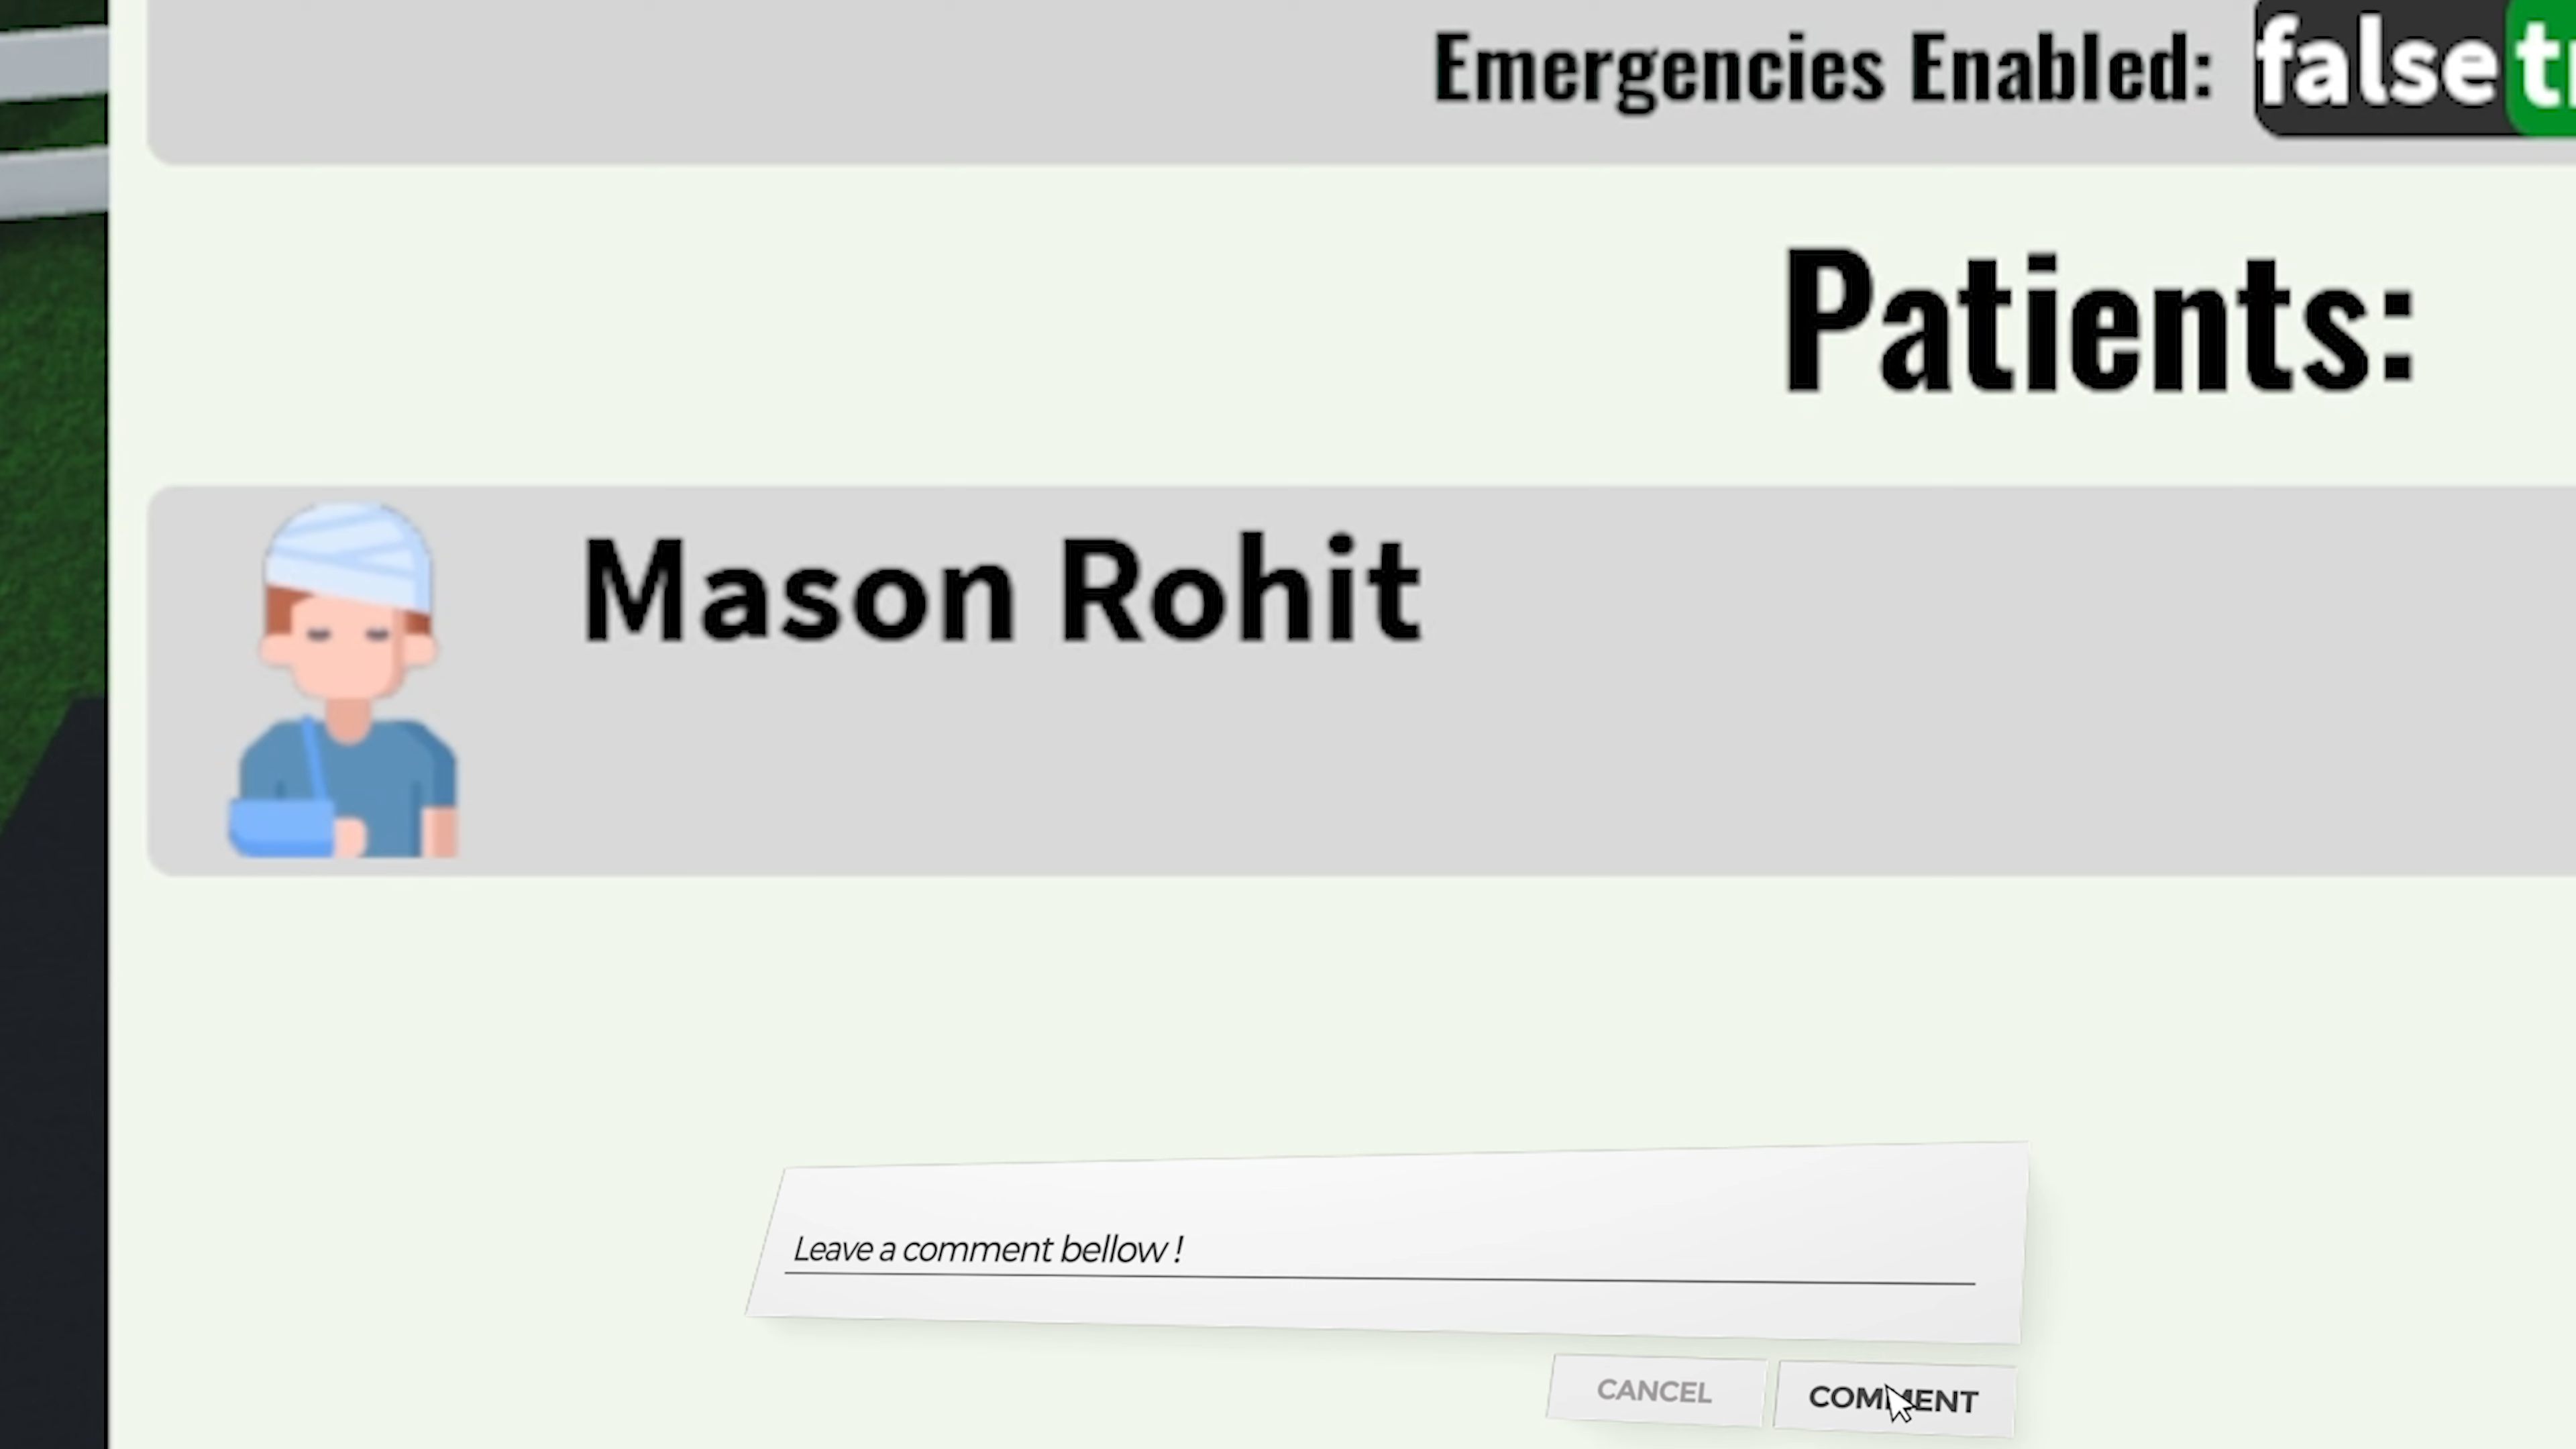 Emergencies Enabled: false
Patients:
Mason Rohit
Leave a comment bellow !
CANCEL COMMENT